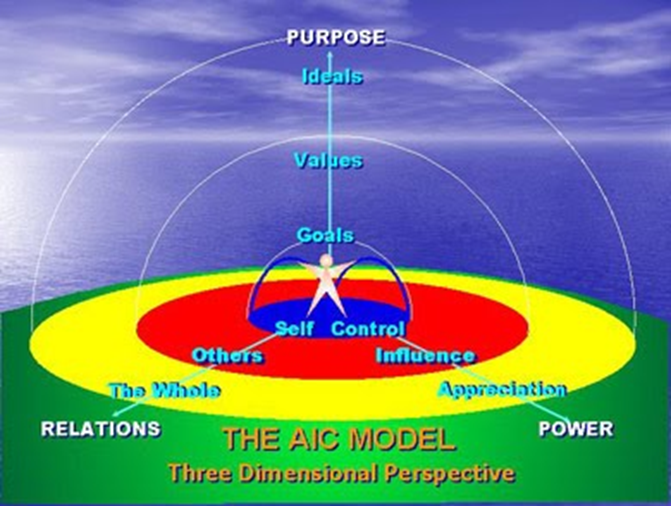 PURPOSE
Ideals
Values
Goals
Self Control
Others Influence
The Whole Appreciation
RELATIONS POWER
THE AIC MODEL
Three Dimensional Perspective